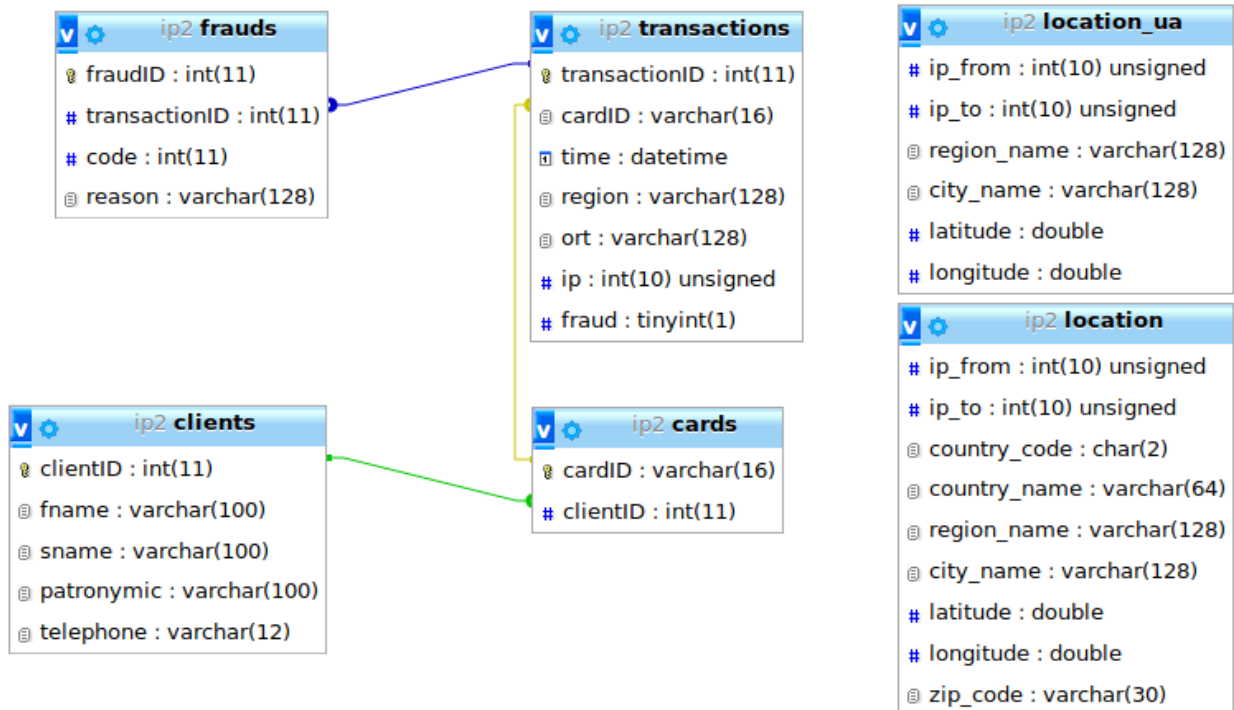 ip2 frauds
fraudID : int(11)
transactionID : int(11)
code : int(11)
reason : varchar(128)
ip2 transactions
transactionID : int(11)
cardID : varchar(16)
time : datetime
region : varchar(128)
ort : varchar(128)
ip : int(10) unsigned
fraud : tinyint(1)
ip2 location_ua
ip_from : int(10) unsigned
ip_to : int(10) unsigned
region_name : varchar(128)
city_name : varchar(128)
latitude : double
longitude : double
ip2 clients
clientID : int(11)
fname : varchar(100)
sname : varchar(100)
patronymic : varchar(100)
telephone : varchar(12)
ip2 cards
cardID : varchar(16)
clientID : int(11)
ip2 location
ip_from : int(10) unsigned
ip_to : int(10) unsigned
country_code : char(2)
country_name : varchar(64)
region_name : varchar(128)
city_name : varchar(128)
latitude : double
longitude : double
zip_code : varchar(30)